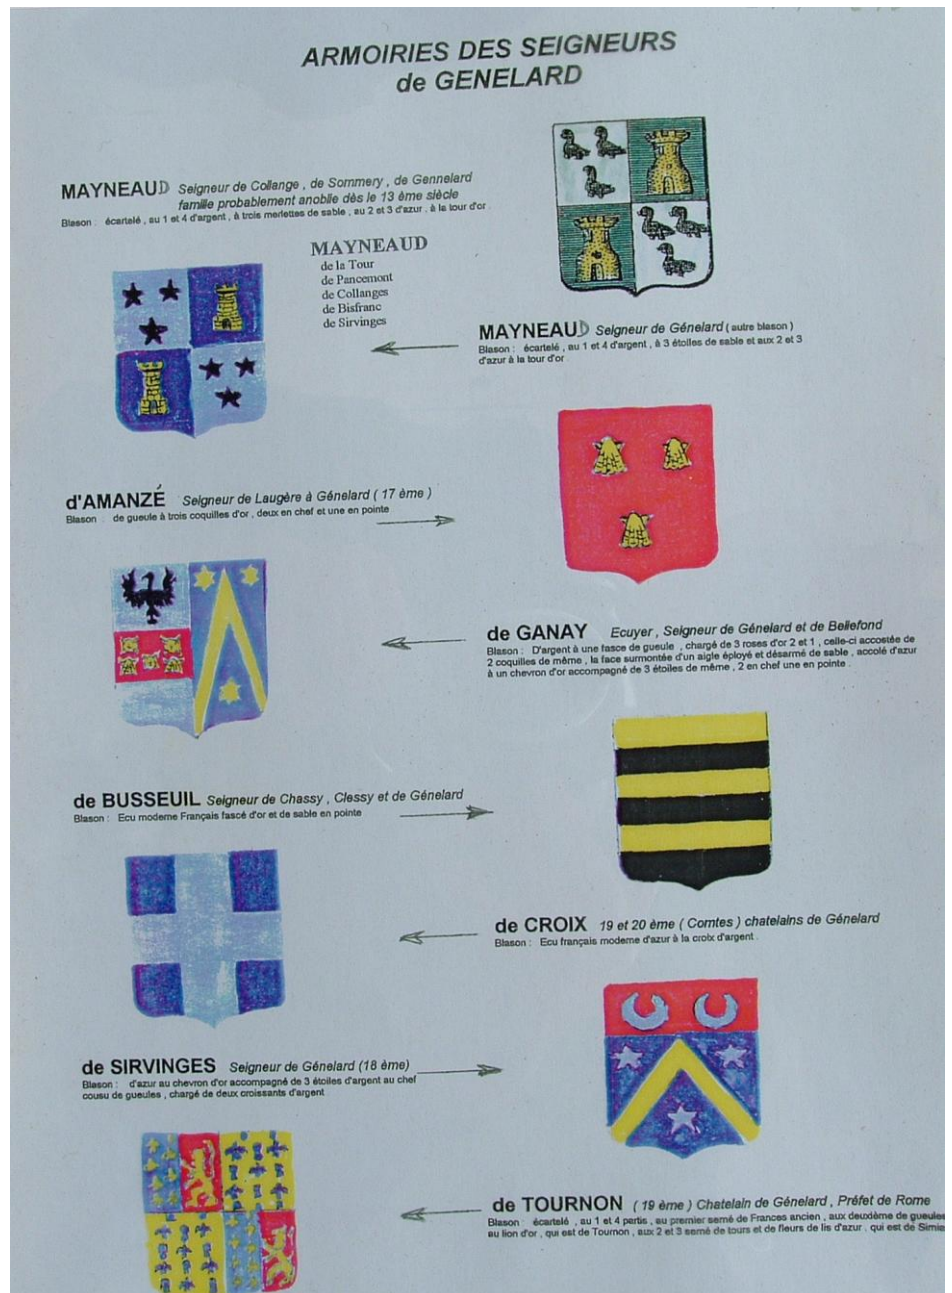 ARMOIRIES DES SEIGNEURS
de GENELARD
MAYNEAUD Seigneur de Collange , de Sommery , de Gennelard
famille probablement anoblie dès le 13 ème siècle
Blason : écartelé , au 1 et 4 d'argent , à trois merlettes de sable , au 2 et 3 d'azur . à la tour d'or .
MAYNEAUD
de la Tour
de Pancemont
de Collanges
de Bisfranc
de Sirvinges
MAYNEAUD Seigneur de Génelard ( autre blason )
Blason : écartelé , au 1 et 4 d'argent , à 3 étoiles de sable et aux 2 et 3
d'azur à la tour d'or .
d'AMANZÉ Seigneur de Laugère à Génelard ( 17 ème )
Blason : de gueule à trois coquilles d'or , deux en chef et une en pointe
de GANAY Ecuyer , Seigneur de Génelard et de Bellefond
Blason : D'argent à une fasce de gueule , chargé de 3 roses d'or 2 et 1 , celle-ci accostée de
2 coquilles de même , la face surmontée d'un aigle éployé et désarmé de sable , accolé d'azur
à un chevron d'or accompagné de 3 étoiles de même , 2 en chef une en pointe .
de BUSSEUIL Seigneur de Chassy , Clessy et de Génelard
Blason : Ecu moderne Français fascé d'or et de sable en pointe
de CROIX 19 et 20 ème ( Comtes ) chatelains de Génelard
Blason : Ecu français moderne d'azur à la croix d'argent .
de SIRVINGES Seigneur de Génelard (18 ème)
Blason : d'azur au chevron d'or accompagné de 3 étoiles d'argent au chef
cousu de gueules , chargé de deux croissants d'argent
de TOURNON ( 19 ème ) Chatelain de Génelard , Préfet de Rome
Blason : écartelé , au 1 et 4 partis , au premier semé de Frances ancien , aux deuxième de gueules
au lion d'or , qui est de Tournon , aux 2 et 3 semé de tours et de fleurs de lis d'azur , qui est de Simia